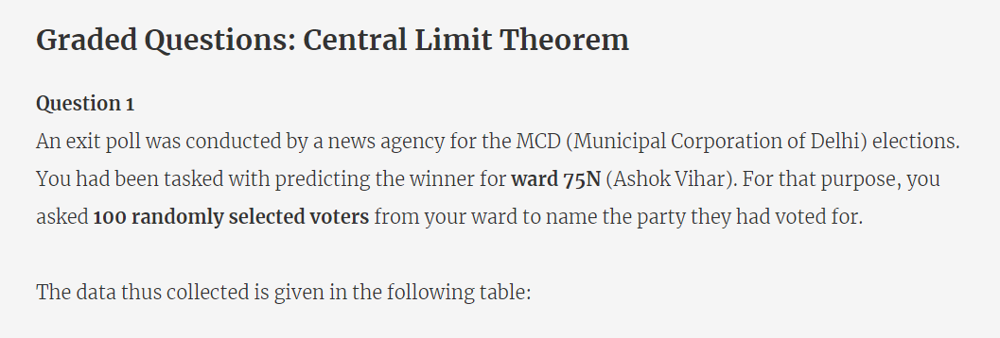 Graded Questions: Central Limit Theorem
Question 1
An exit poll was conducted by a news agency for the MCD (Municipal Corporation of Delhi) elections.
You had been tasked with predicting the winner for ward 75N (Ashok Vihar). For that purpose, you
asked 100 randomly selected voters from your ward to name the party they had voted for.
The data thus collected is given in the following table: